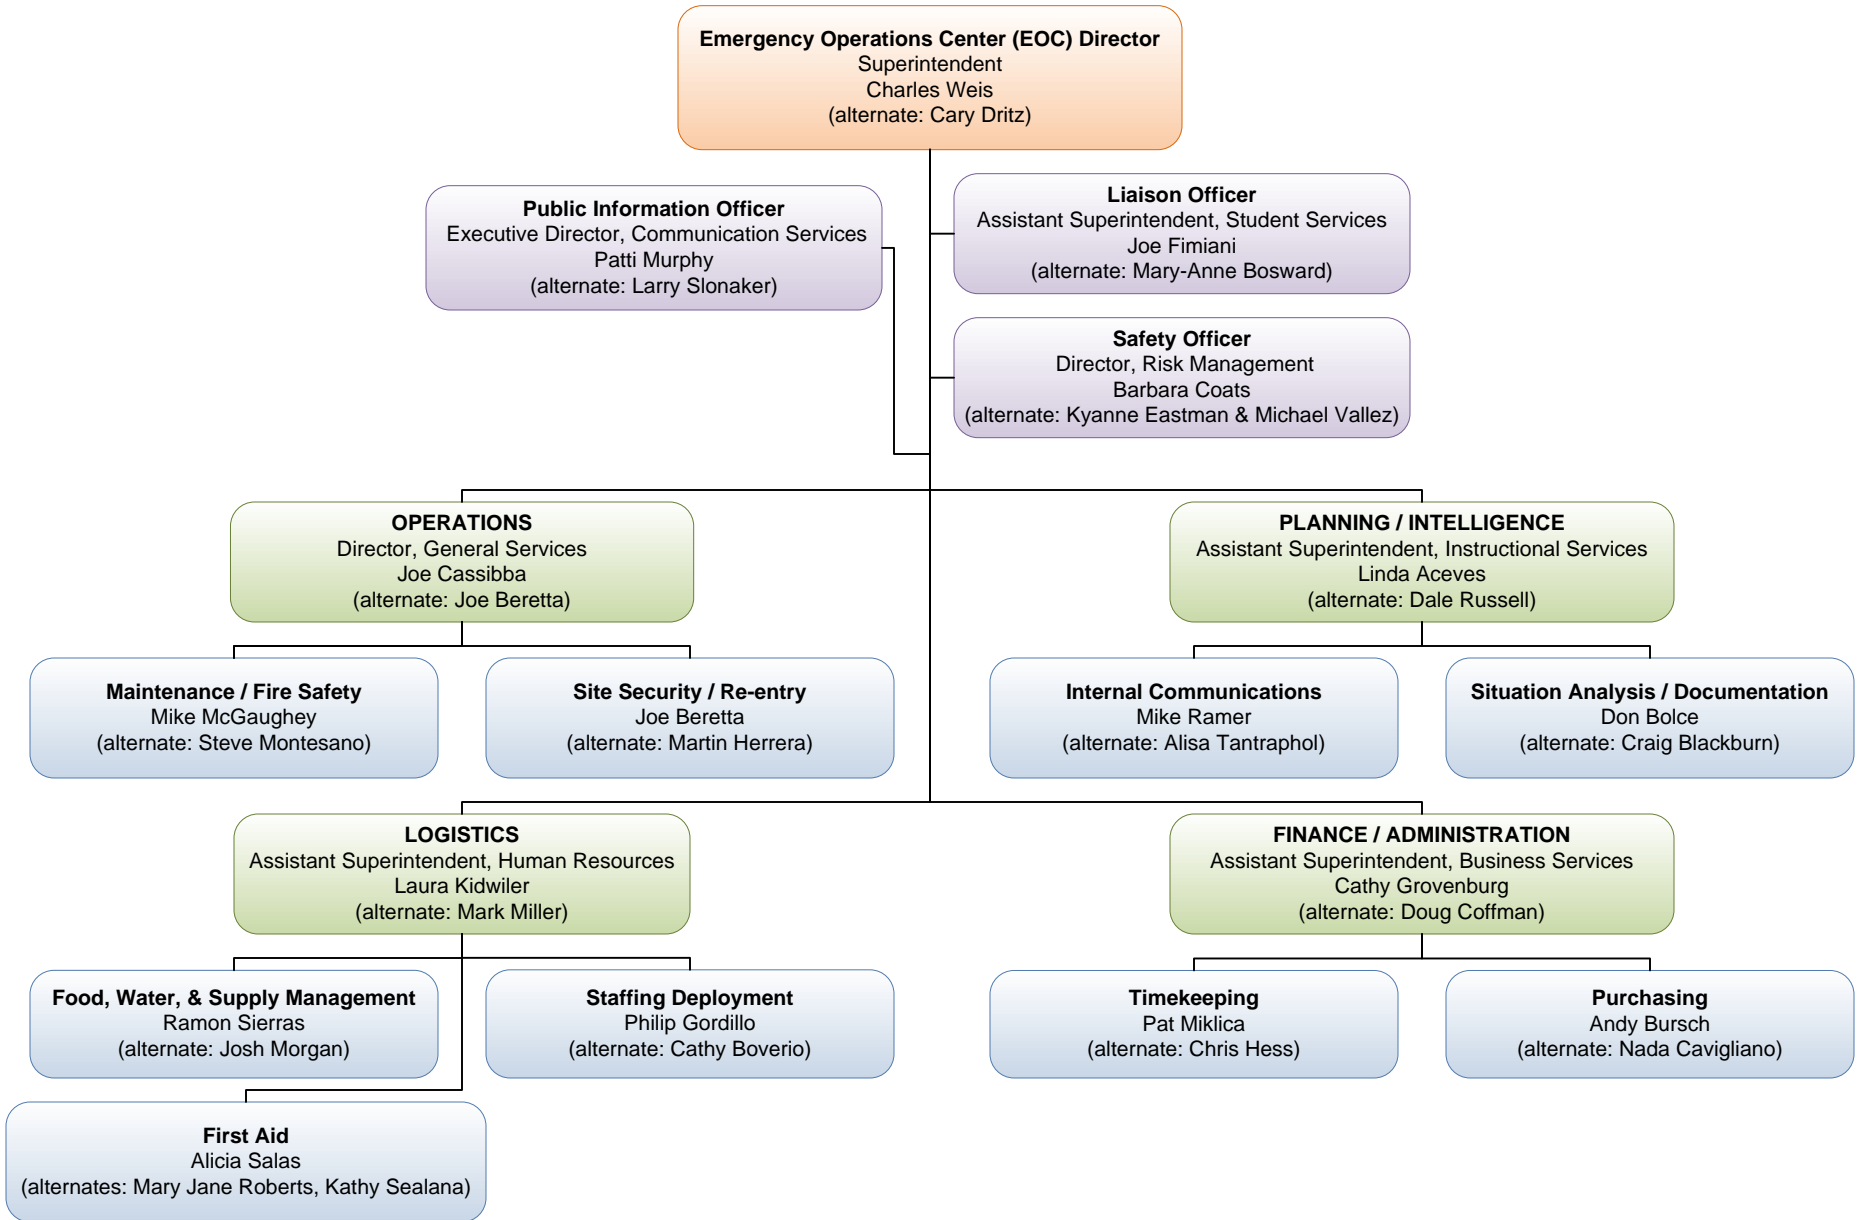 Emergency Operations Center (EOC) Director
Superintendent
Charles Weis
(alternate: Cary Dritz)
Public Information Officer
Executive Director, Communication Services
Patti Murphy
(alternate: Larry Slonaker)
Liaison Officer
Assistant Superintendent, Student Services
Joe Fimiani
(alternate: Mary-Anne Bosward)
Safety Officer
Director, Risk Management
Barbara Coats
(alternate: Kyanne Eastman & Michael Vallez)
OPERATIONS
Director, General Services
Joe Cassibba
(alternate: Joe Beretta)
PLANNING / INTELLIGENCE
Assistant Superintendent, Instructional Services
Linda Aceves
(alternate: Dale Russell)
Maintenance / Fire Safety
Mike McGaughey
(alternate: Steve Montesano)
Site Security / Re-entry
Joe Beretta
(alternate: Martin Herrera)
Internal Communications
Mike Ramer
(alternate: Alisa Tantraphol)
Situation Analysis / Documentation
Don Bolce
(alternate: Craig Blackburn)
LOGISTICS
Assistant Superintendent, Human Resources
Laura Kidwiler
(alternate: Mark Miller)
FINANCE / ADMINISTRATION
Assistant Superintendent, Business Services
Cathy Grovenburg
(alternate: Doug Coffman)
Food, Water, & Supply Management
Ramon Sierras
(alternate: Josh Morgan)
Staffing Deployment
Philip Gordillo
(alternate: Cathy Boverio)
Timekeeping
Pat Miklica
(alternate: Chris Hess)
Purchasing
Andy Bursch
(alternate: Nada Cavigliano)
First Aid
Alicia Salas
(alternates: Mary Jane Roberts, Kathy Sealana)